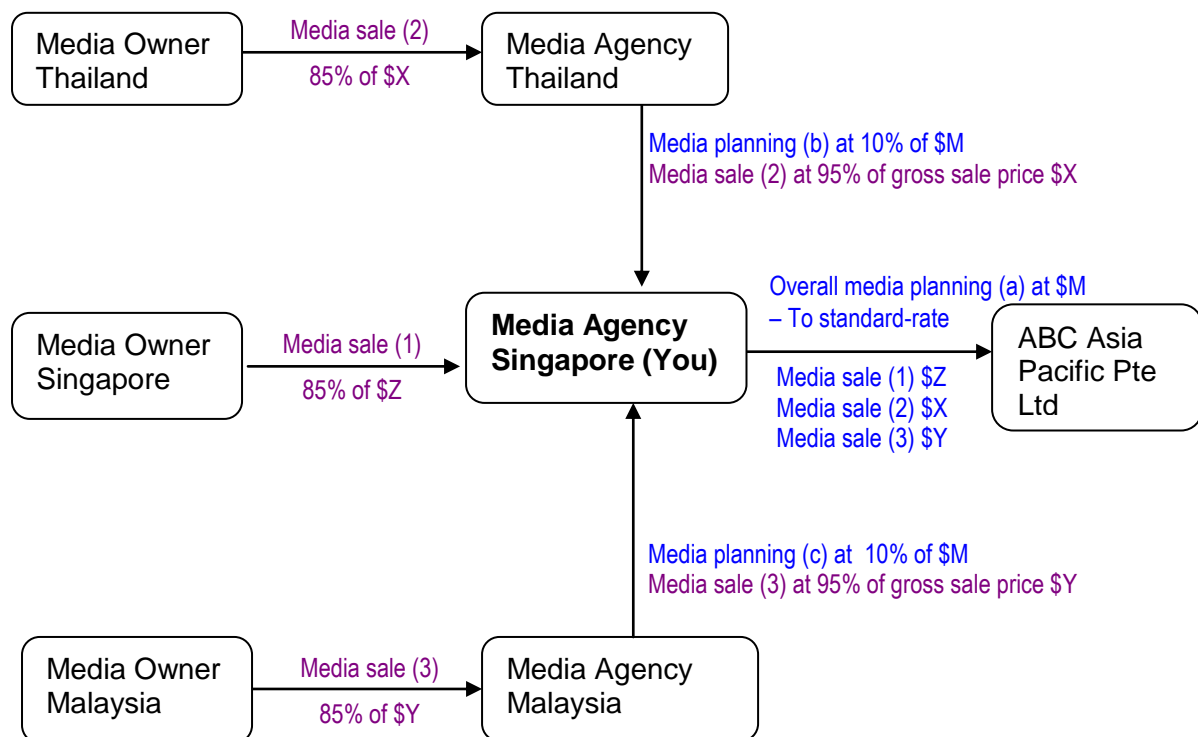 Media Owner
Thailand
Media sale (2)
85% of $X
Media Agency
Thailand
Media planning (b) at 10% of $M
Media sale (2) at 95% of gross sale price $X
Media Owner
Singapore
Media sale (1)
85% of $Z
Media Agency
Singapore (You)
Overall media planning (a) at $M
– To standard-rate
Media sale (1) $Z
Media sale (2) $X
Media sale (3) $Y
ABC Asia
Pacific Pte
Ltd
Media planning (c) at 10% of $M
Media sale (3) at 95% of gross sale price $Y
Media Owner
Malaysia
Media sale (3)
85% of $Y
Media Agency
Malaysia